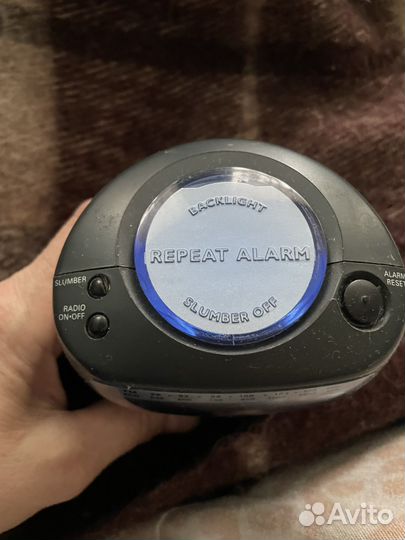 BACKLIGHT
REPEAT ALARM
SLUMBER OFF
SLUMBER
RADIO
ON•OFF
ALARM
RESET
Avito